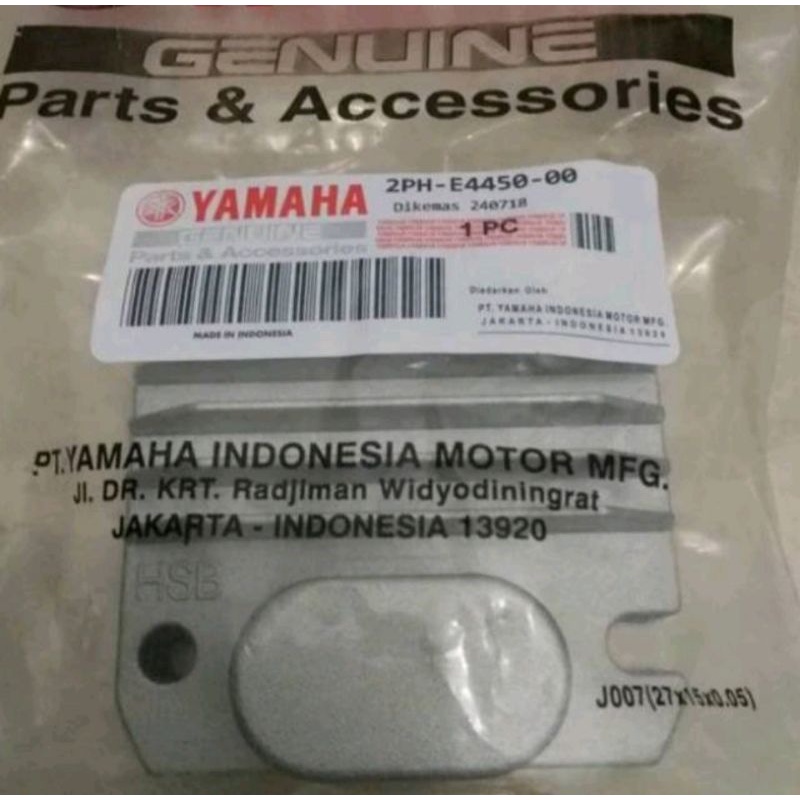 GENUINE
Parts & Accessories
YAMAHA
2PH-E4450-00
Dikemas 240718
GENUINE
1 PC
Parts & Accessories
Diedarkan Oleh
PT. YAMAHA INDONESIA MOTOR MFG.
JAKARTA - INDONESIA 13920
MADE IN INDONESIA
PT.YAMAHA INDONESIA MOTOR MFG.
Jl. DR. KRT. Radjiman Widyodiningrat
JAKARTA - INDONESIA 13920
HSB
J007(27x15x0.05)